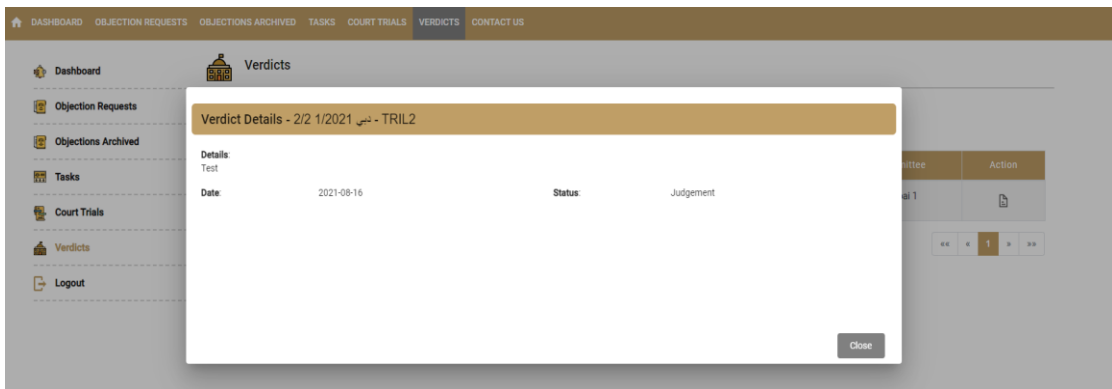 DASHBOARD OBJECTION REQUESTS OBJECTIONS ARCHIVED TASKS COURT TRIALS VERDICTS CONTACT US
Dashboard
Objection Requests
Objections Archived
Tasks
Court Trials
Verdicts
Logout
Verdicts
Verdict Details - 2/2 1/2021 دبي - TRIL2
Details:
Test
Date: 2021-08-16 Status: Judgement
Close
Action
1
«« « 1 » »»